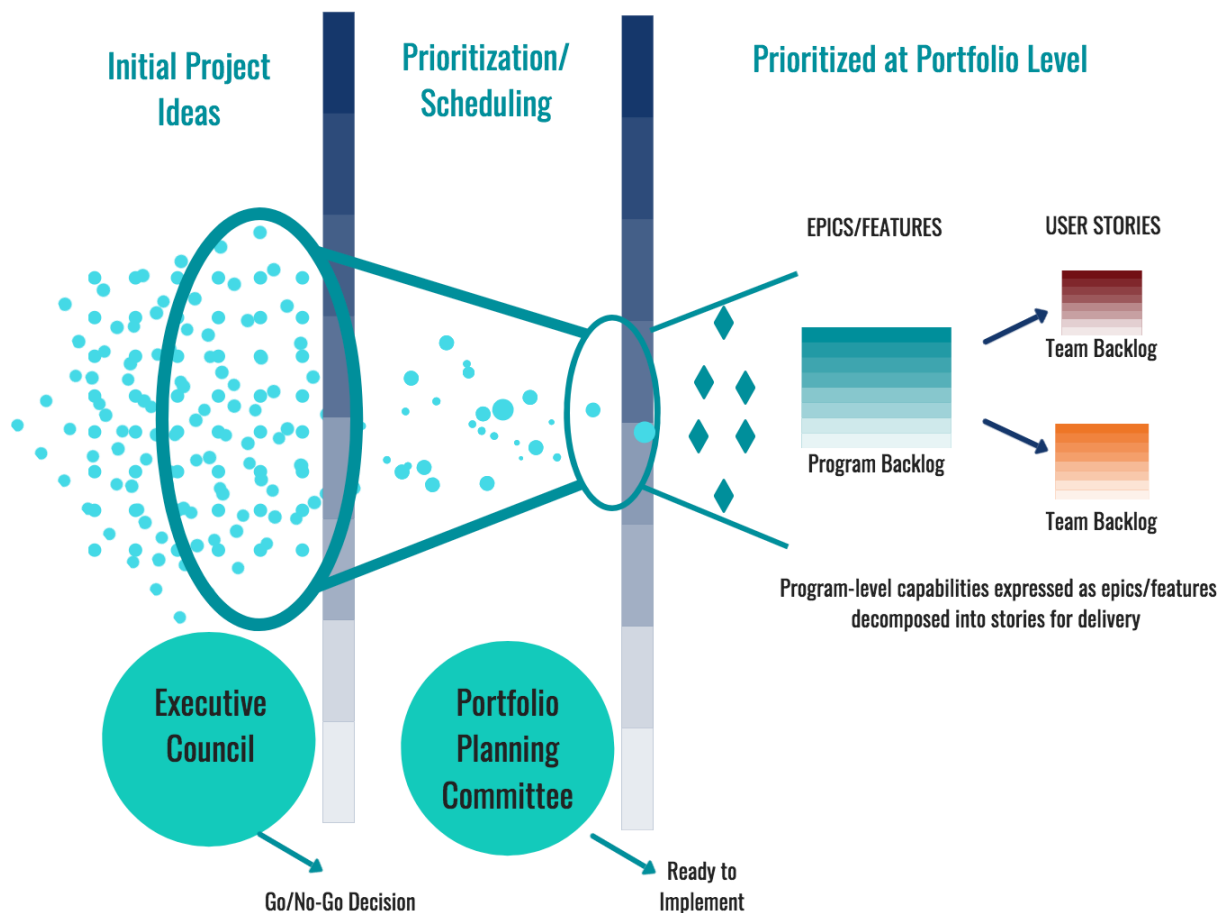 Initial Project
Ideas
Prioritization/
Scheduling
Prioritized at Portfolio Level
EPICS/FEATURES
USER STORIES
Team Backlog
Program Backlog
Team Backlog
Program-level capabilities expressed as epics/features
decomposed into stories for delivery
Executive
Council
Portfolio
Planning
Committee
Go/No-Go Decision
Ready to
Implement